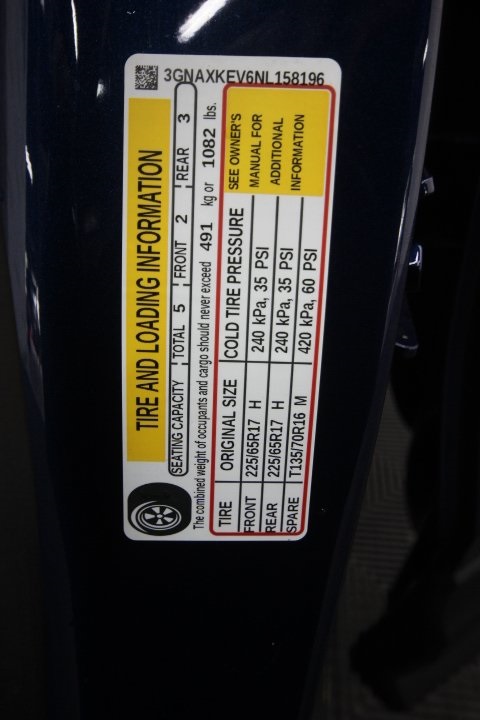 3GNAXKEV6NL158196
TIRE AND LOADING INFORMATION
SEATING CAPACITY TOTAL 5 FRONT 2 REAR 3
The combined weight of occupants and cargo should never exceed 491 kg or 1082 lbs.
TIRE ORIGINAL SIZE COLD TIRE PRESSURE SEE OWNER'S
FRONT 225/65R17 H 240 kPa, 35 PSI MANUAL FOR
REAR 225/65R17 H 240 kPa, 35 PSI ADDITIONAL
SPARE T135/70R16 M 420 kPa, 60 PSI INFORMATION